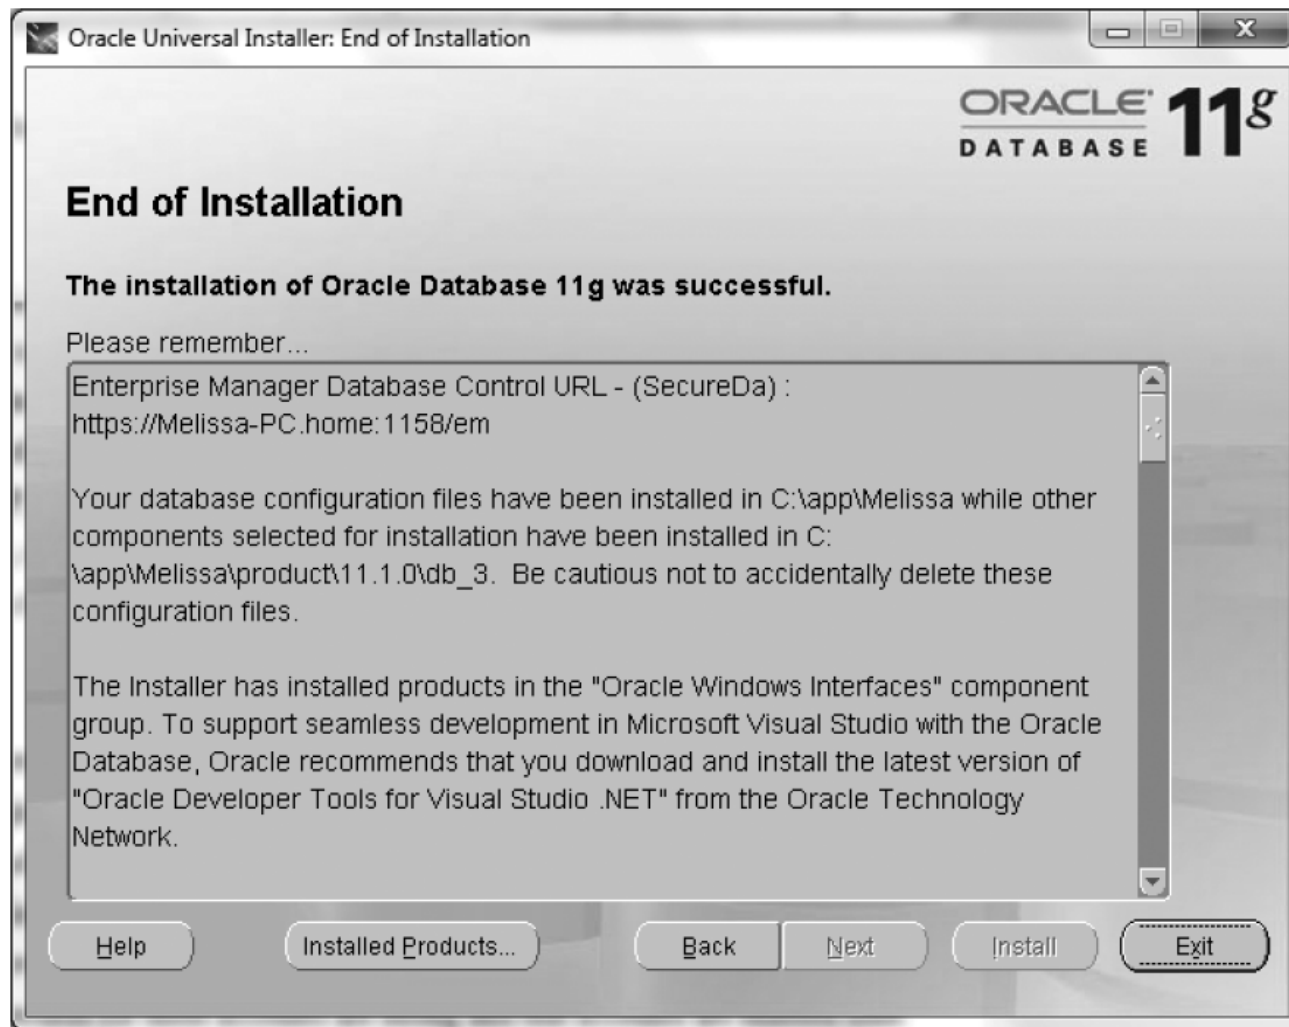 Oracle Universal Installer: End of Installation
ORACLE 11g
DATABASE
End of Installation
The installation of Oracle Database 11g was successful.
Please remember...
Enterprise Manager Database Control URL - (SecureDa) :
https://Melissa-PC.home:1158/em
Your database configuration files have been installed in C:\app\Melissa while other
components selected for installation have been installed in C:
\app\Melissa\product\11.1.0\db_3.  Be cautious not to accidentally delete these
configuration files.
The Installer has installed products in the "Oracle Windows Interfaces" component
group. To support seamless development in Microsoft Visual Studio with the Oracle
Database, Oracle recommends that you download and install the latest version of
"Oracle Developer Tools for Visual Studio .NET" from the Oracle Technology
Network.
Help Installed Products... Back Next Install Exit